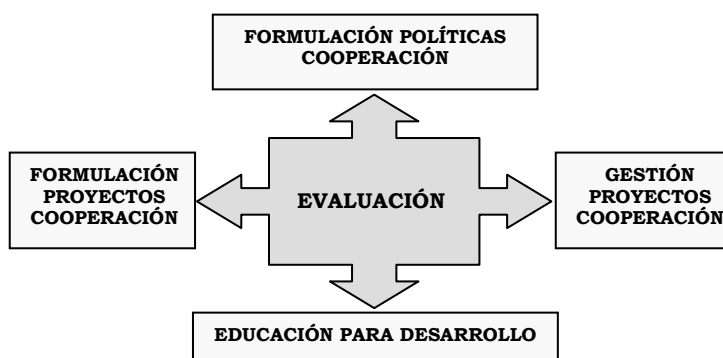 FORMULACIÓN POLÍTICAS
COOPERACIÓN
FORMULACIÓN
PROYECTOS
COOPERACIÓN
EVALUACIÓN
GESTIÓN
PROYECTOS
COOPERACIÓN
EDUCACIÓN PARA DESARROLLO